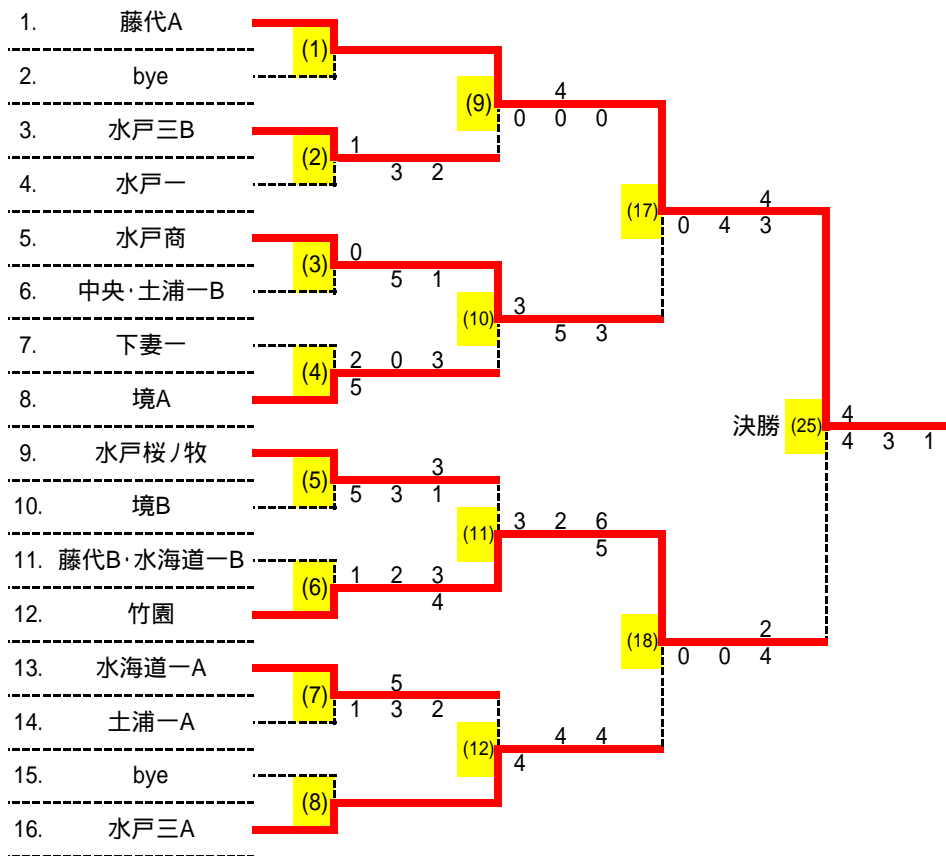 1. 藤代A
(1)
2. bye
4
(9)
0 0 0
3. 水戸三B
1
(2)
3 2
4. 水戸一
4
(17)
0 4 3
5. 水戸商
0
(3)
5 1
6. 中央・土浦一B
3
(10)
5 3
7. 下妻一
2 0 3
(4)
5
8. 境A
4
決勝 (25)
4 3 1
9. 水戸桜ノ牧
3
(5)
5 3 1
10. 境B
3 2 6
(11)
5
11. 藤代B・水海道一B
1 2 3
(6)
4
12. 竹園
2
(18)
0 0 4
13. 水海道一A
5
(7)
1 3 2
14. 土浦一A
4 4
(12)
4
15. bye
(8)
16. 水戸三A